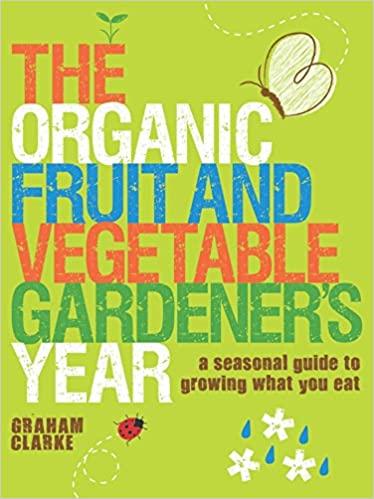 THE
ORGANIC
FRUIT AND
VEGETABLE
GARDENER'S
YEAR
a seasonal guide to
growing what you eat
GRAHAM
CLARKE